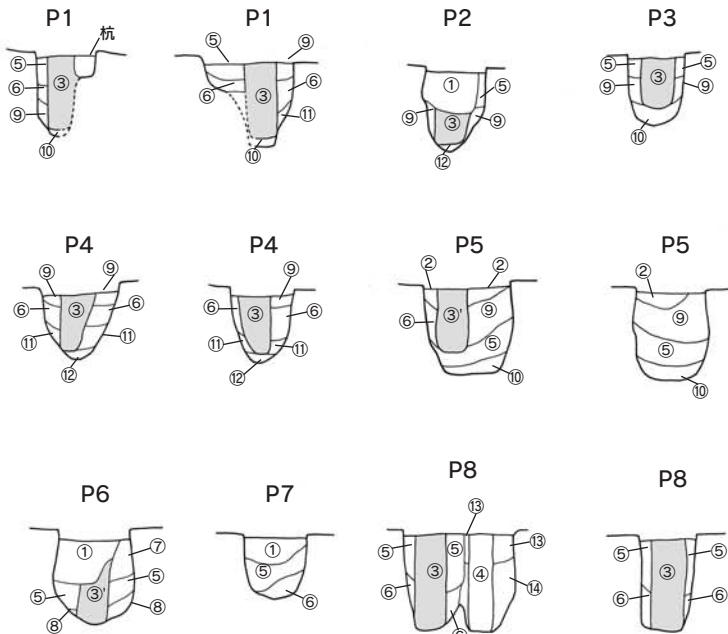 P1 P1 P2 P3
杭
⑤ ③ ⑥ ⑨ ⑩
⑤ ⑨ ⑥ ③ ⑥ ⑪ ⑩
① ⑤ ⑨ ③ ⑨ ⑫
⑤ ⑤ ③ ⑨ ⑨ ⑩
P4 P4 P5 P5
⑨ ⑨ ⑥ ③ ⑥ ⑪ ⑪ ⑫
⑨ ⑥ ③ ⑥ ⑪ ⑪ ⑫
② ② ③' ⑨ ⑥ ⑤ ⑩
② ⑨ ⑤ ⑩
P6 P7 P8 P8
① ⑦ ⑤ ③' ⑤ ⑧ ⑧
① ⑤ ⑥
⑬ ⑤ ⑤ ⑬ ③ ④ ⑥ ⑭
⑤ ⑤ ③ ⑥ ⑥